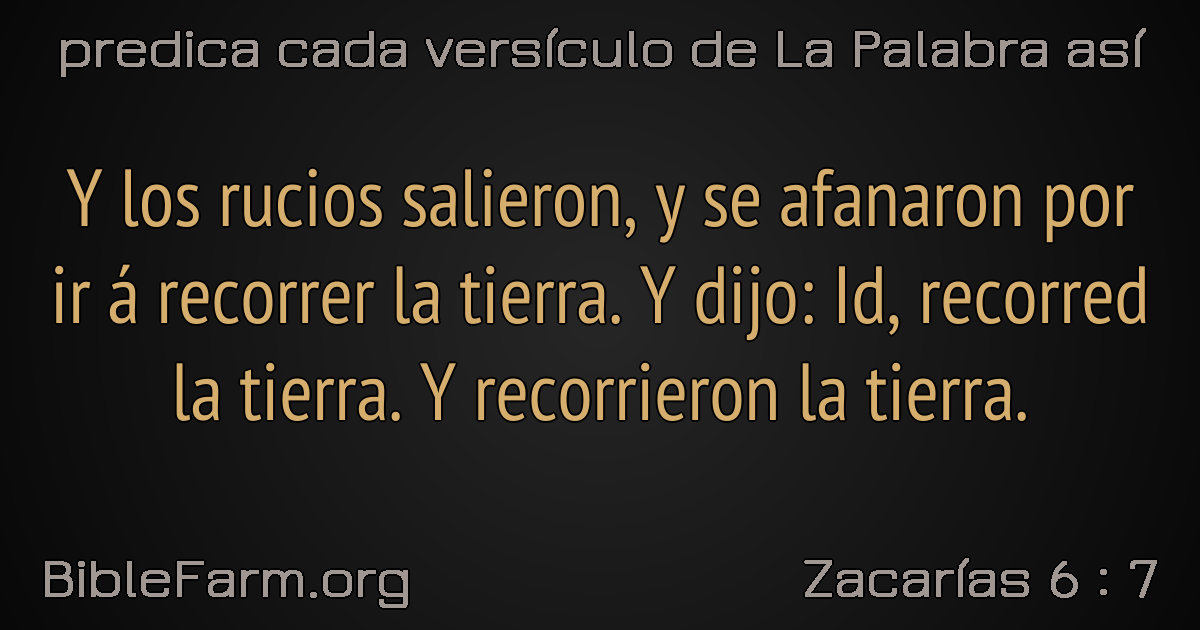 predica cada versículo de La Palabra así
Y los rucios salieron, y se afanaron por
ir á recorrer la tierra. Y dijo: Id, recorred
la tierra. Y recorrieron la tierra.
BibleFarm.org
Zacarías 6 : 7